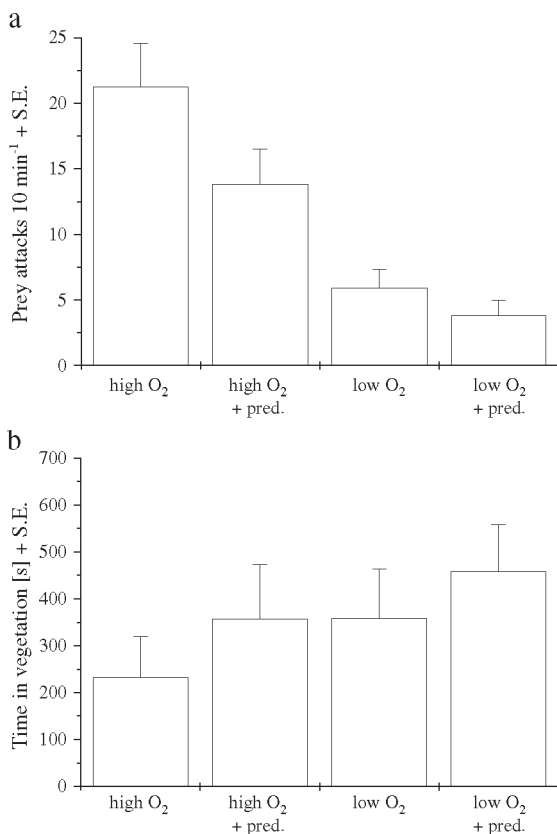 a
Prey attacks 10 min⁻¹ + S.E.
25
20
15
10
5
0
high O₂
high O₂
+ pred.
low O₂
low O₂
+ pred.
b
Time in vegetation [s] + S.E.
700
600
500
400
300
200
100
0
high O₂
high O₂
+ pred.
low O₂
low O₂
+ pred.